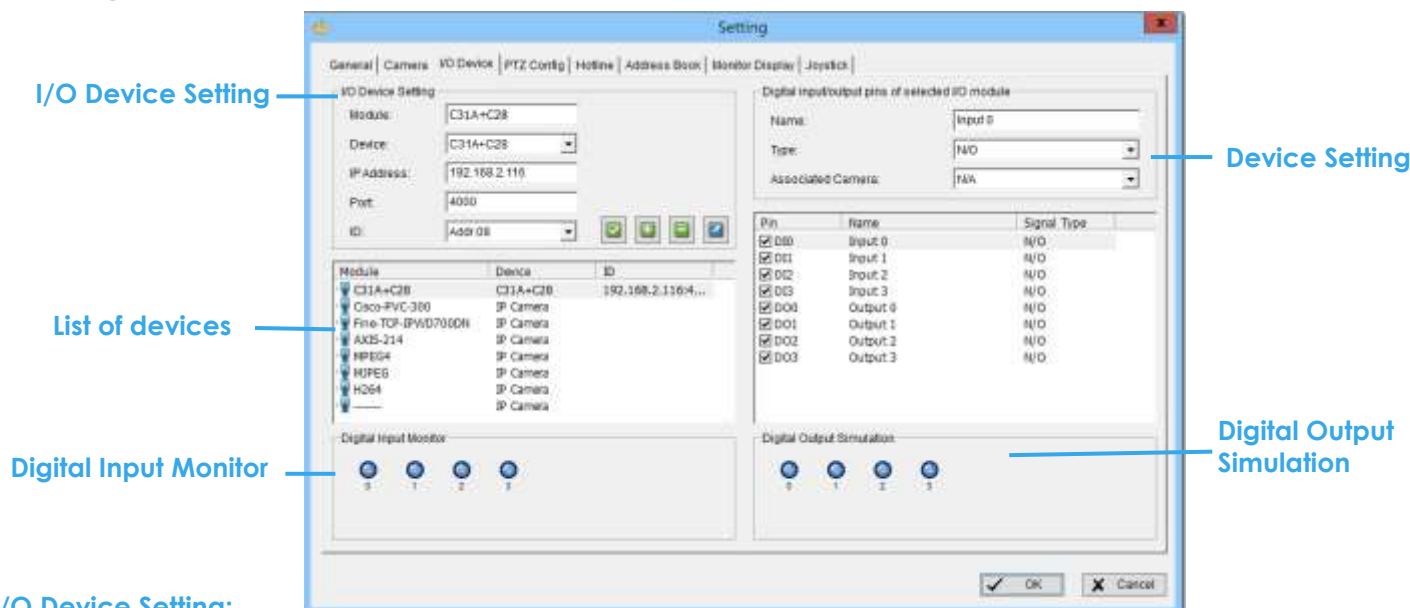 Setting
General Camera I/O Device PTZ Config Hotline Address Book Monitor Display Joystick
I/O Device Setting
I/O Device Setting
Module: C31A+C28
Device: C31A+C28
IP Address: 192.168.2.116
Port: 4000
ID: Addr:08
Module Device ID
C31A+C28 C31A+C28 192.168.2.116:4...
Cisco-PVC-300 IP Camera
Fine-TCP-IPWD700DN IP Camera
AXIS-214 IP Camera
MPEG4 IP Camera
MJPEG IP Camera
H264 IP Camera
------ IP Camera
List of devices
Digital Input Monitor
Digital Input Monitor
0 1 2 3
Digital input/output pins of selected I/O module
Name: Input 0
Type: N/O
Associated Camera: N/A
Device Setting
Pin Name Signal Type
DI0 Input 0 N/O
DI1 Input 1 N/O
DI2 Input 2 N/O
DI3 Input 3 N/O
DO0 Output 0 N/O
DO1 Output 1 N/O
DO2 Output 2 N/O
DO3 Output 3 N/O
Digital Output Simulation
0 1 2 3
Digital Output
Simulation
OK Cancel
/O Device Setting: